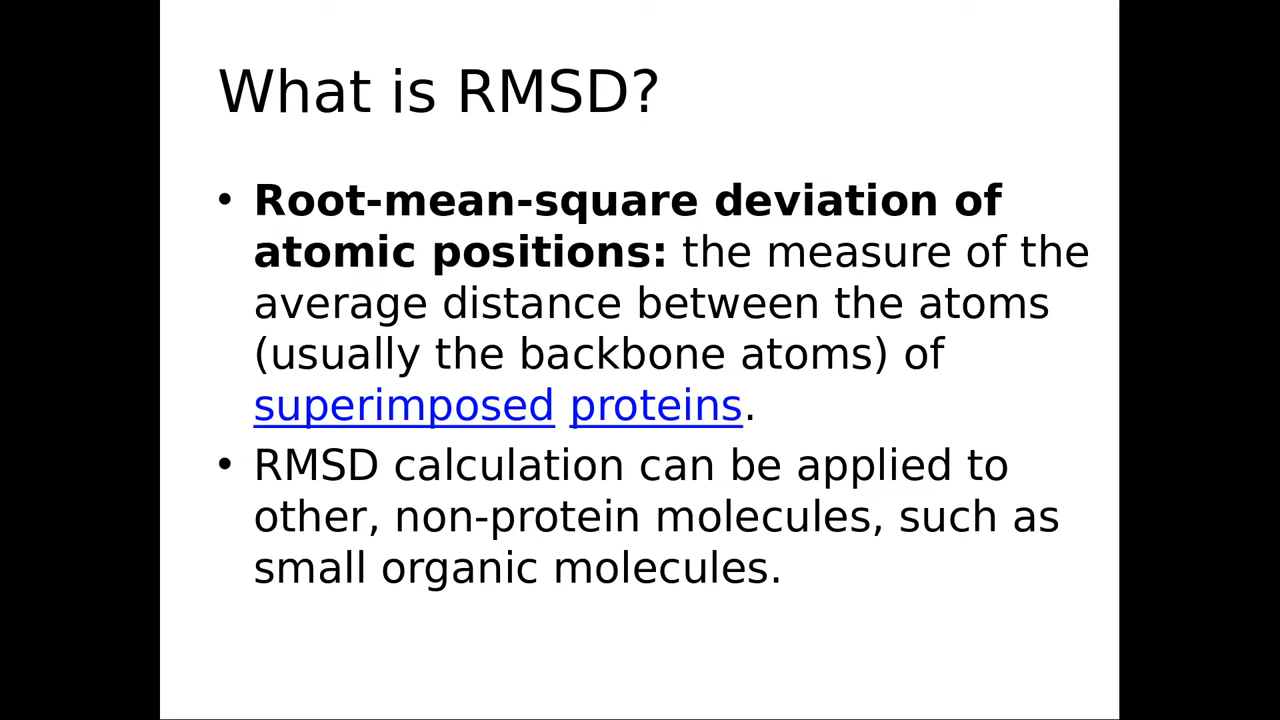 What is RMSD?
• Root-mean-square deviation of
atomic positions: the measure of the
average distance between the atoms
(usually the backbone atoms) of
superimposed proteins.
• RMSD calculation can be applied to
other, non-protein molecules, such as
small organic molecules.